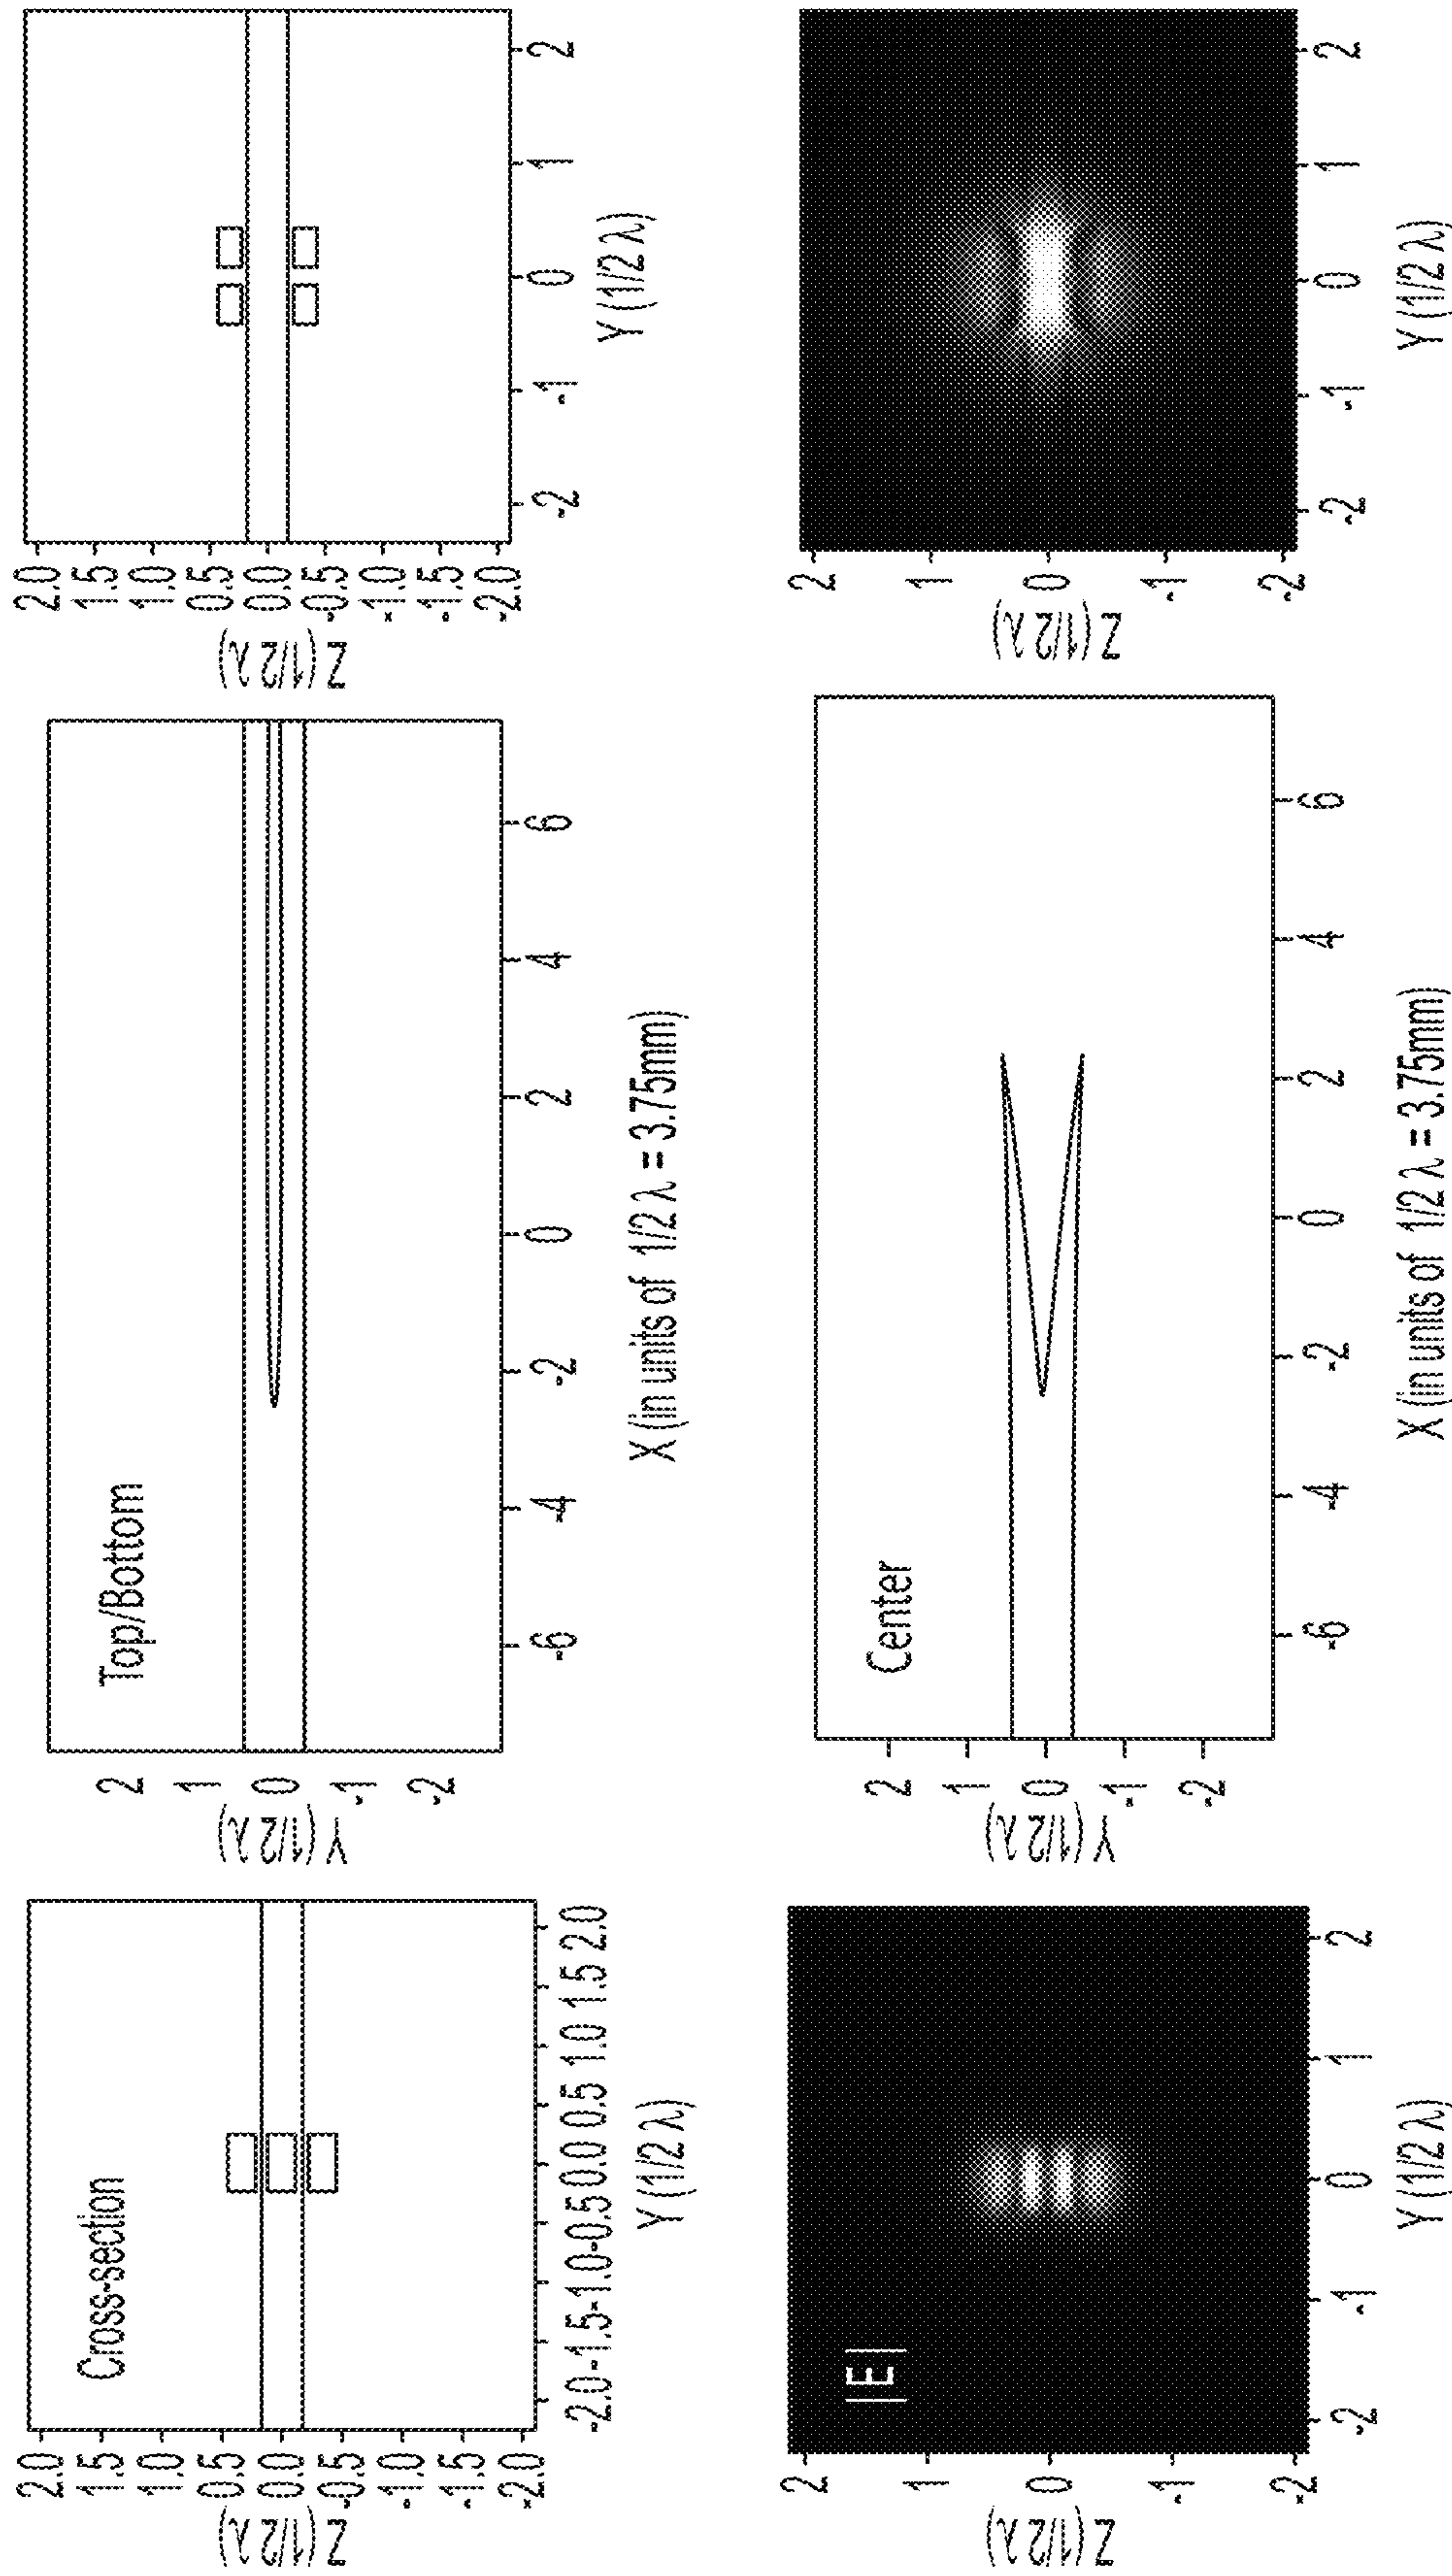 Cross-section
2.0
1.5
1.0
0.5
0.0
-0.5
-1.0
-1.5
-2.0
Z (1/2 λ)
-2.0 -1.5 -1.0 -0.5 0.0 0.5 1.0 1.5 2.0
Y (1/2 λ)
Top/Bottom
2
1
0
-1
-2
Y (1/2 λ)
-6 -4 -2 0 2 4 6
X (in units of 1/2 λ = 3.75mm)
2.0
1.5
1.0
0.5
0.0
-0.5
-1.0
-1.5
-2.0
Z (1/2 λ)
-2 -1 0 1 2
Y (1/2 λ)
|E|
2
1
0
-1
-2
Z (1/2 λ)
-2 -1 0 1 2
Y (1/2 λ)
Center
2
1
0
-1
-2
Y (1/2 λ)
-6 -4 -2 0 2 4 6
X (in units of 1/2 λ = 3.75mm)
2
1
0
-1
-2
Z (1/2 λ)
-2 -1 0 1 2
Y (1/2 λ)